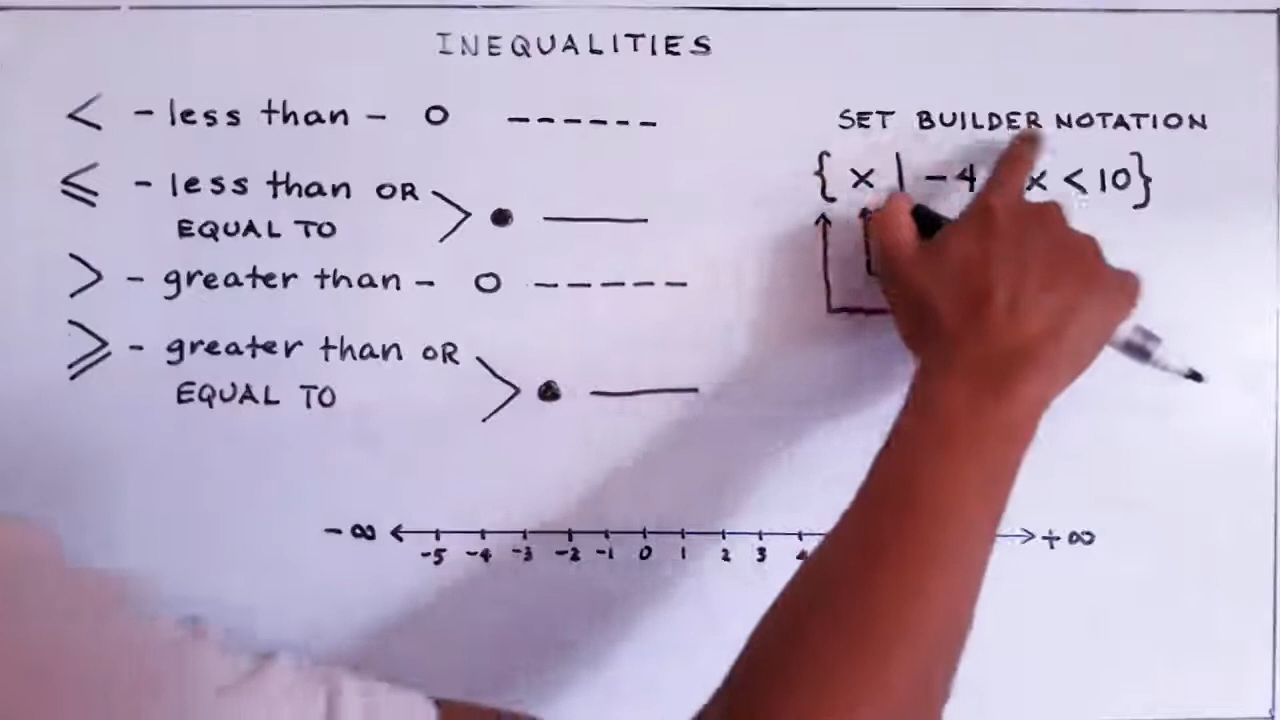 INEQUALITIES
< - less than - O ------
≤ - less than OR
EQUAL TO
> - greater than - O -----
≥ - greater than OR
EQUAL TO
SET BUILDER NOTATION
{ x | -4 x < 10 }
-∞ -5 -4 -3 -2 -1 0 1 2 3 4 +∞